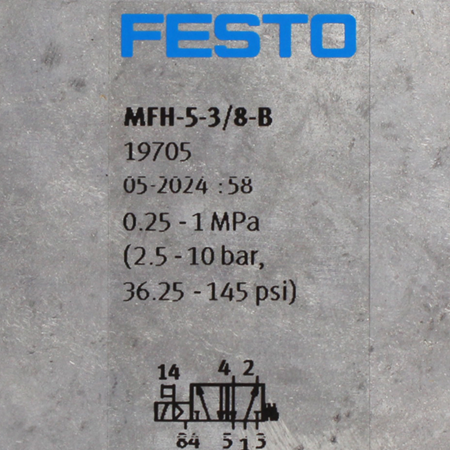 FESTO
MFH-5-3/8-B
19705
05-2024 :58
0.25 - 1 MPa
(2.5 - 10 bar,
36.25 - 145 psi)
14 4 2
84 5 1 3